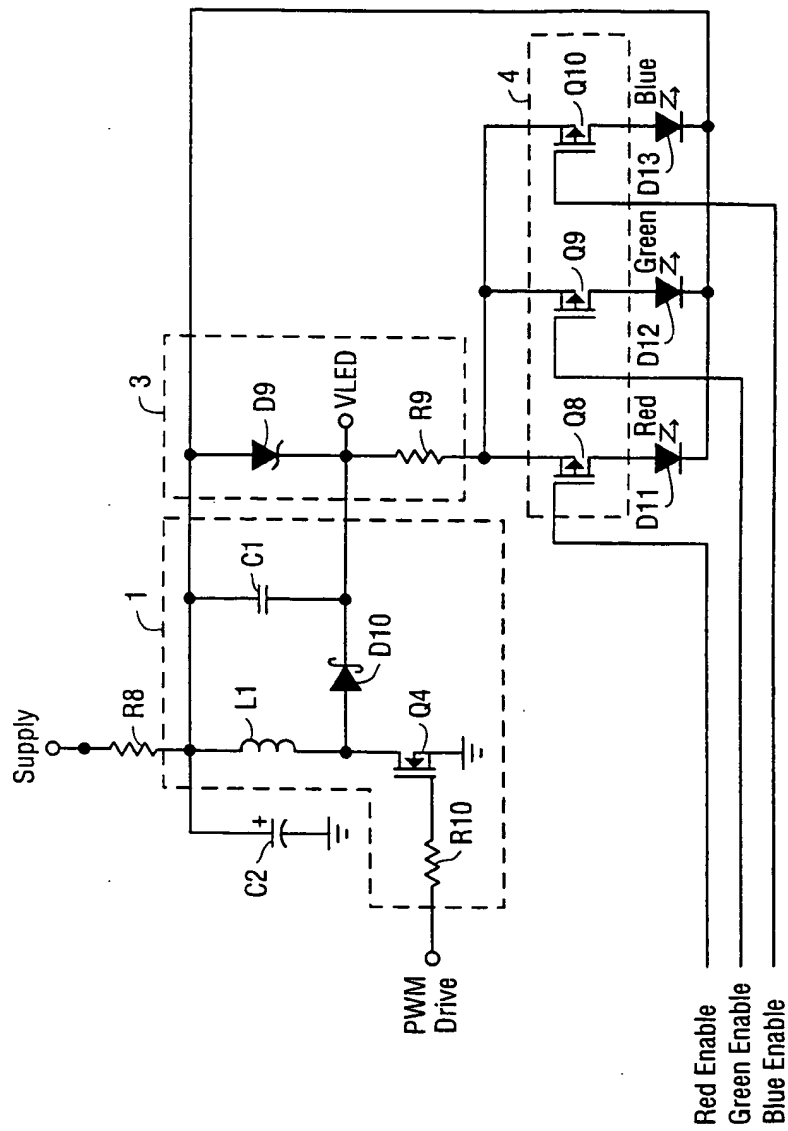 Supply
R8
1
3
C2
L1
C1
D9
VLED
D10
Q4
R9
R10
PWM
Drive
4
Q8
Q9
Q10
Red
Green
Blue
D11
D12
D13
Red Enable
Green Enable
Blue Enable
+